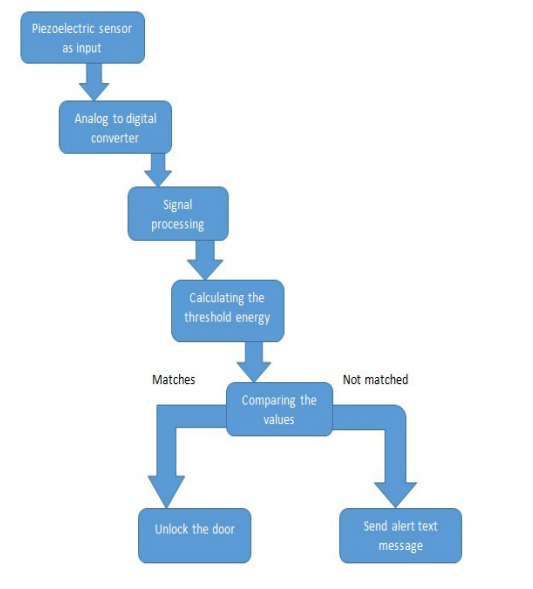 Piezoelectric sensor
as input
Analog to digital
converter
Signal
processing
Calculating the
threshold energy
Matches
Not matched
Comparing the
values
Unlock the door
Send alert text
message